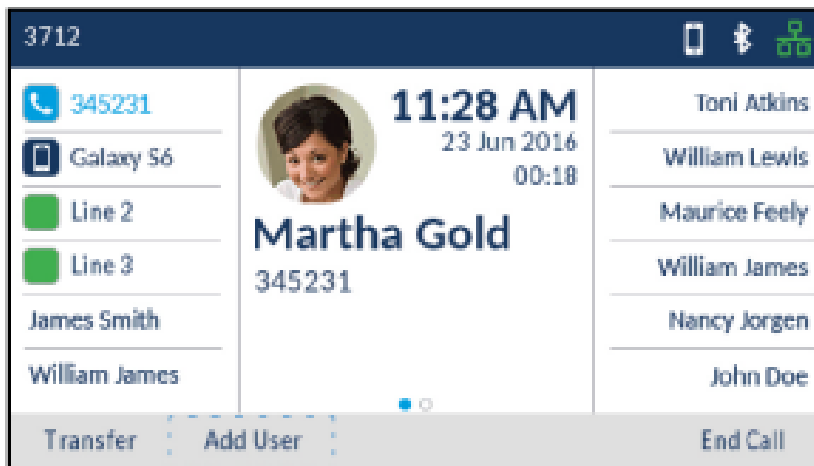 3712
345231
Galaxy S6
Line 2
Line 3
James Smith
William James
11:28 AM
23 Jun 2016
00:18
Martha Gold
345231
Toni Atkins
William Lewis
Maurice Feely
William James
Nancy Jorgen
John Doe
Transfer
Add User
End Call